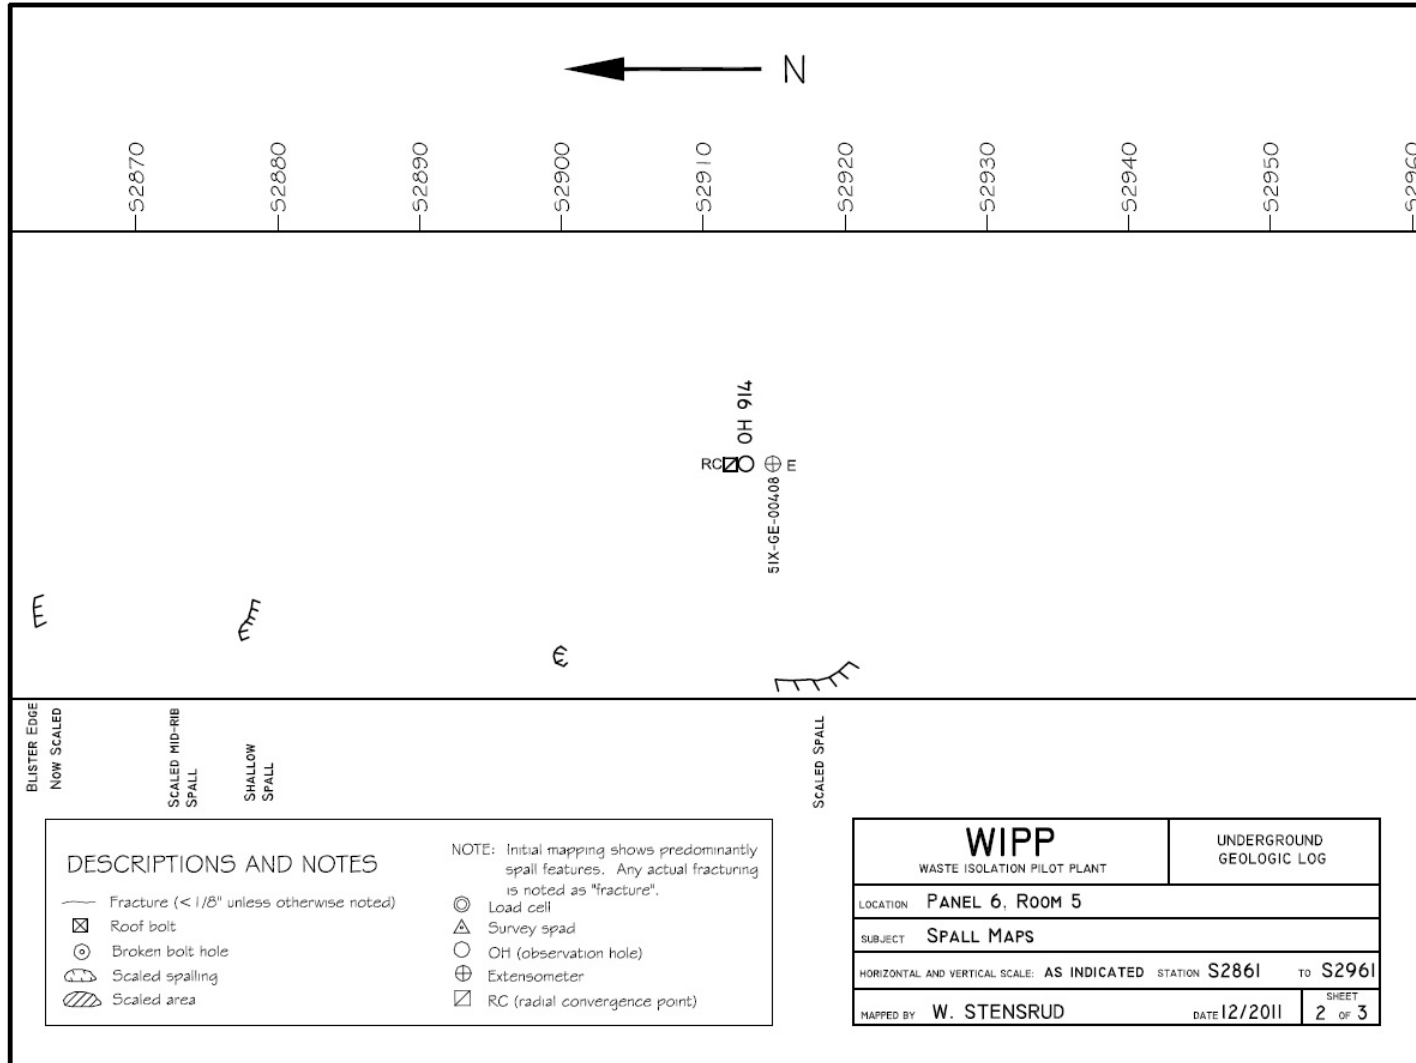 N
S2870
S2880
S2890
S2900
S2910
S2920
S2930
S2940
S2950
S2960
OH 914
RC
E
51X-GE-00408
BLISTER EDGE
NOW SCALED
SCALED MID-RIB
SPALL
SHALLOW
SPALL
SCALED SPALL
DESCRIPTIONS AND NOTES
Fracture (< 1/8" unless otherwise noted)
Roof bolt
Broken bolt hole
Scaled spalling
Scaled area
NOTE: Initial mapping shows predominantly
spall features. Any actual fracturing
is noted as "fracture".
Load cell
Survey spad
OH (observation hole)
Extensometer
RC (radial convergence point)
WIPP
WASTE ISOLATION PILOT PLANT
UNDERGROUND
GEOLOGIC LOG
LOCATION PANEL 6, ROOM 5
SUBJECT SPALL MAPS
HORIZONTAL AND VERTICAL SCALE: AS INDICATED STATION S2861 TO S2961
MAPPED BY W. STENSRUD DATE 12/2011
SHEET
2 OF 3